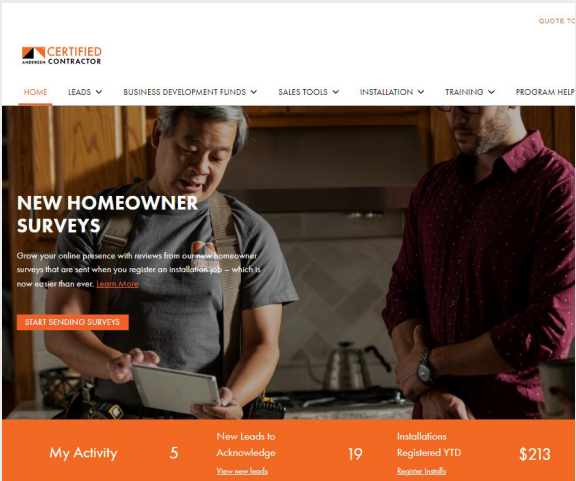 QUOTE TO
CERTIFIED
ANDERSEN CONTRACTOR
HOME LEADS BUSINESS DEVELOPMENT FUNDS SALES TOOLS INSTALLATION TRAINING PROGRAM HELP
NEW HOMEOWNER
SURVEYS
Grow your online presence with reviews from our new homeowner
surveys that are sent when you register an installation job – which is
now easier than ever. Learn More
START SENDING SURVEYS
My Activity
5
New Leads to
Acknowledge
View new leads
19
Installations
Registered YTD
Register Installs
$213